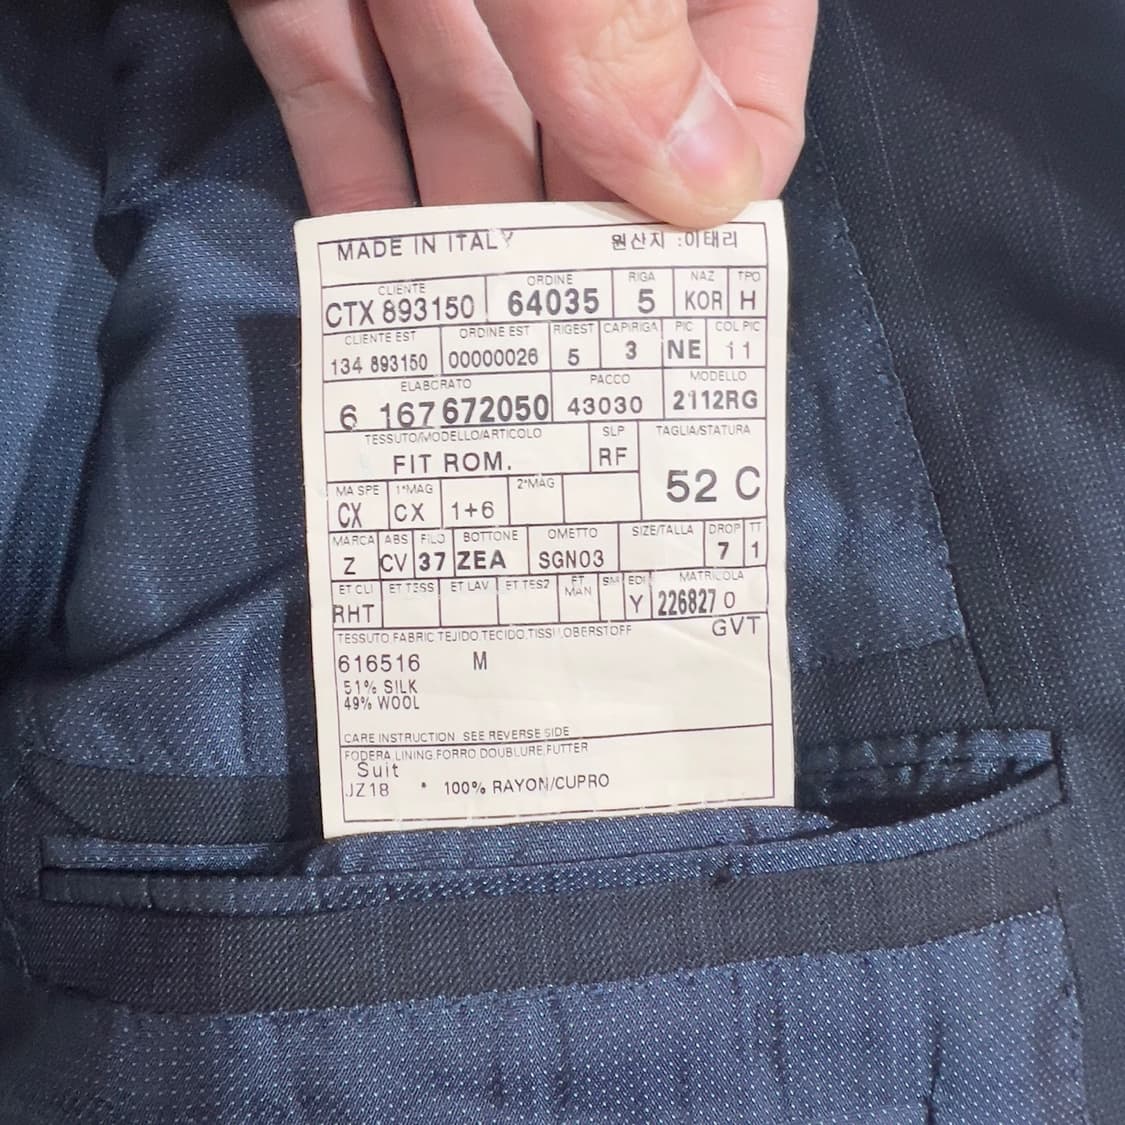 MADE IN ITALY 원산지 :이태리
CLIENTE ORDINE RIGA NAZ TPO
CTX 893150 64035 5 KOR H
CLIENTE EST ORDINE EST RIGEST CAPIRIGA PIC COL PIC
134 893150 00000026 5 3 NE 11
ELABORATO PACCO MODELLO
6 167 672050 43030 2112RG
TESSUTO/MODELLO/ARTICOLO SLP TAGLIA/STATURA
FIT ROM. RF 52 C
MA SPE 1°MAG 2°MAG
CX CX 1+6
MARCA ABS FILO BOTTONE OMETTO SIZE/TALLA DROP TT
Z CV 37 ZEA SGN03 7 1
ET CLI ET TESS ET LAV ET TES2 ET MAN SM EDI MATRICOLA
RHT Y 226827 0
TESSUTO FABRIC TEJIDO TECIDO TISSU OBERSTOFF GVT
616516 M
51% SILK
49% WOOL
CARE INSTRUCTION SEE REVERSE SIDE
FODERA LINING FORRO DOUBLURE FUTTER
Suit
JZ18 * 100% RAYON/CUPRO